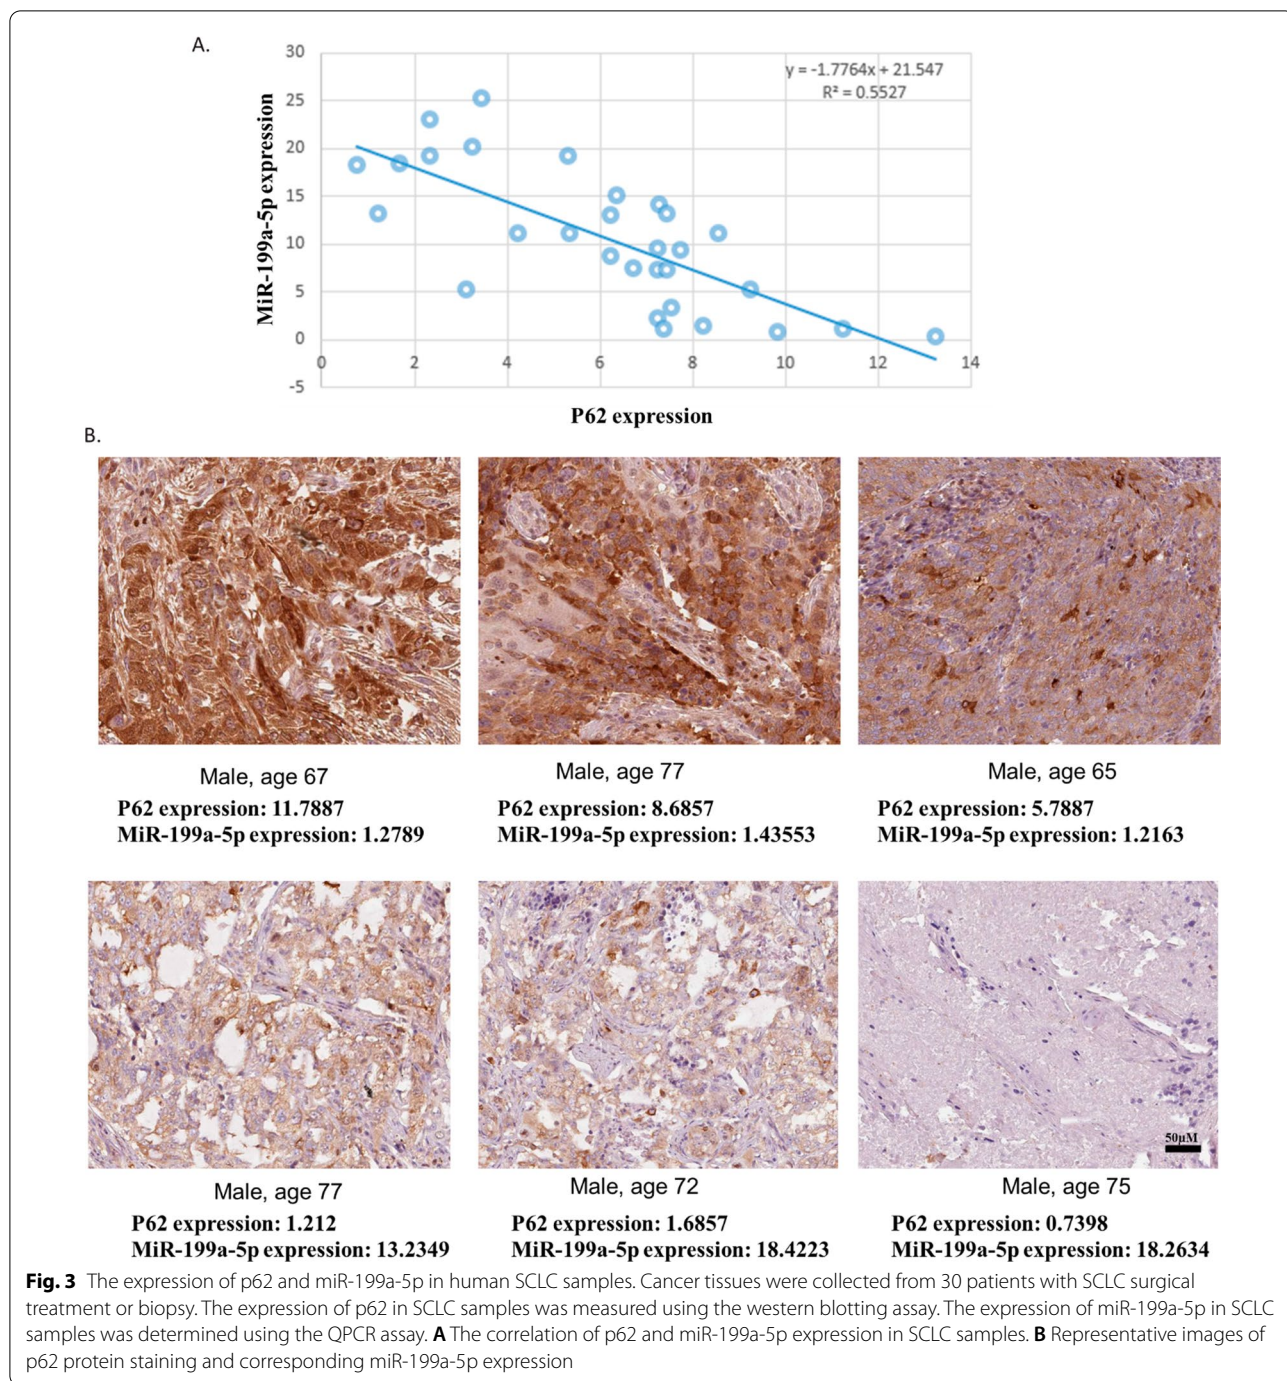 A.
30
25
20
15
10
5
0
-5
y = -1.7764x + 21.547
R² = 0.5527
MiR-199a-5p expression
0 2 4 6 8 10 12 14
P62 expression
B.
Male, age 67
P62 expression: 11.7887
MiR-199a-5p expression: 1.2789
Male, age 77
P62 expression: 8.6857
MiR-199a-5p expression: 1.43553
Male, age 65
P62 expression: 5.7887
MiR-199a-5p expression: 1.2163
50μM
Male, age 77
P62 expression: 1.212
MiR-199a-5p expression: 13.2349
Male, age 72
P62 expression: 1.6857
MiR-199a-5p expression: 18.4223
Male, age 75
P62 expression: 0.7398
MiR-199a-5p expression: 18.2634
Fig. 3 The expression of p62 and miR-199a-5p in human SCLC samples. Cancer tissues were collected from 30 patients with SCLC surgical
treatment or biopsy. The expression of p62 in SCLC samples was measured using the western blotting assay. The expression of miR-199a-5p in SCLC
samples was determined using the QPCR assay. A The correlation of p62 and miR-199a-5p expression in SCLC samples. B Representative images of
p62 protein staining and corresponding miR-199a-5p expression